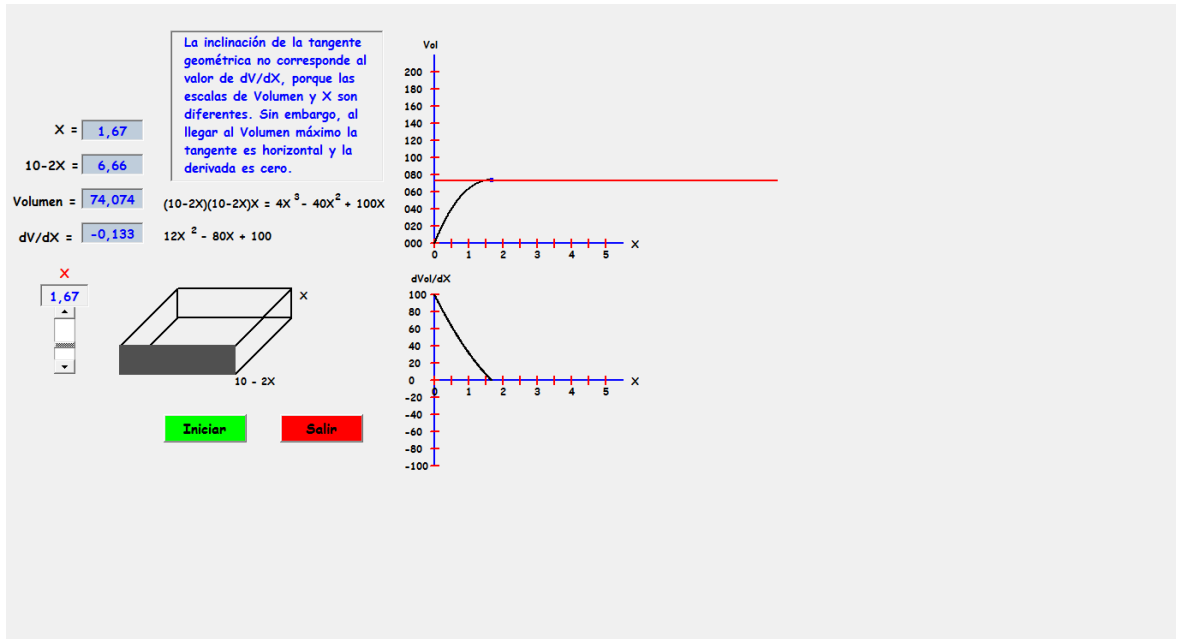 La inclinación de la tangente
geométrica no corresponde al
valor de dV/dX, porque las
escalas de Volumen y X son
diferentes. Sin embargo, al
llegar al Volumen máximo la
tangente es horizontal y la
derivada es cero.
X = 1,67
10-2X = 6,66
Volumen = 74,074 (10-2X)(10-2X)X = 4X³ - 40X² + 100X
dV/dX = -0,133 12X² - 80X + 100
X
1,67
X
10 - 2X
Iniciar Salir
Vol
200
180
160
140
120
100
080
060
040
020
000
0 1 2 3 4 5 X
dVol/dX
100
80
60
40
20
0
-20
-40
-60
-80
-100
0 1 2 3 4 5 X